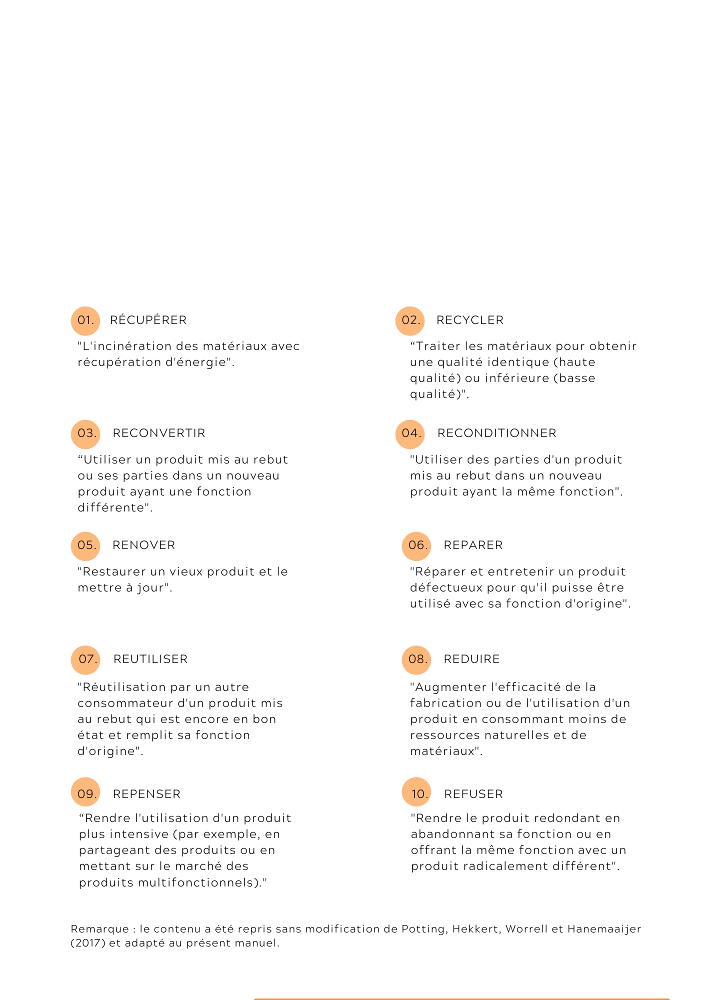 01. RÉCUPÉRER
"L'incinération des matériaux avec
récupération d'énergie".
02. RECYCLER
“Traiter les matériaux pour obtenir
une qualité identique (haute
qualité) ou inférieure (basse
qualité)".
03. RECONVERTIR
“Utiliser un produit mis au rebut
ou ses parties dans un nouveau
produit ayant une fonction
différente".
04. RECONDITIONNER
"Utiliser des parties d'un produit
mis au rebut dans un nouveau
produit ayant la même fonction".
05. RENOVER
"Restaurer un vieux produit et le
mettre à jour".
06. REPARER
"Réparer et entretenir un produit
défectueux pour qu'il puisse être
utilisé avec sa fonction d'origine".
07. REUTILISER
"Réutilisation par un autre
consommateur d'un produit mis
au rebut qui est encore en bon
état et remplit sa fonction
d'origine".
08. REDUIRE
"Augmenter l'efficacité de la
fabrication ou de l'utilisation d'un
produit en consommant moins de
ressources naturelles et de
matériaux".
09. REPENSER
“Rendre l'utilisation d'un produit
plus intensive (par exemple, en
partageant des produits ou en
mettant sur le marché des
produits multifonctionnels)."
10. REFUSER
"Rendre le produit redondant en
abandonnant sa fonction ou en
offrant la même fonction avec un
produit radicalement différent".
Remarque : le contenu a été repris sans modification de Potting, Hekkert, Worrell et Hanemaaijer
(2017) et adapté au présent manuel.